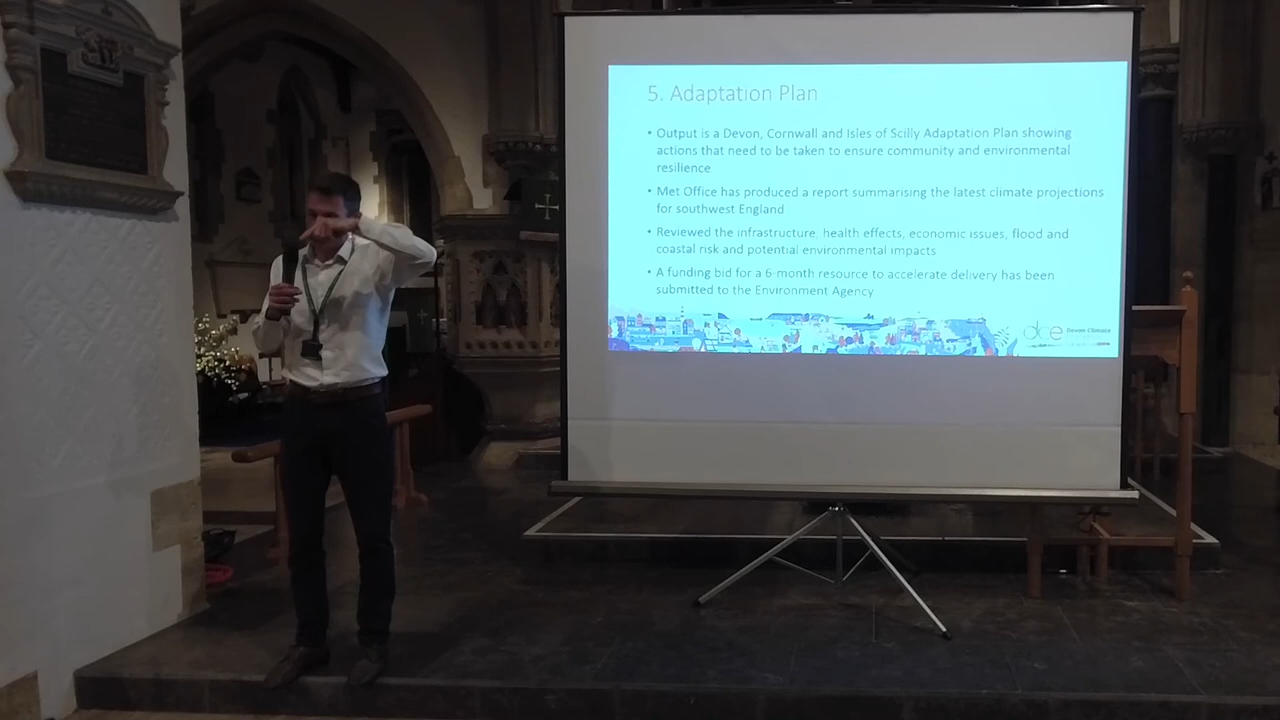 5. Adaptation Plan
• Output is a Devon, Cornwall and Isles of Scilly Adaptation Plan showing
actions that need to be taken to ensure community and environmental
resilience
• Met Office has produced a report summarising the latest climate projections
for southwest England
• Reviewed the infrastructure, health effects, economic issues, flood and
coastal risk and potential environmental impacts
• A funding bid for a 6-month resource to accelerate delivery has been
submitted to the Environment Agency
dce Devon Climate